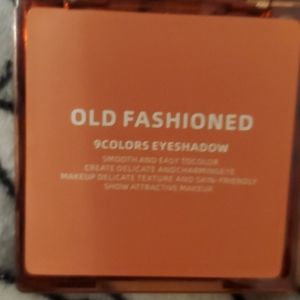 OLD FASHIONED
9COLORS EYESHADOW
SMOOTH AND EASY TOCOLOR
CREATE DELICATE ANDCHARMINGEYE
MAKEUP DELICATE TEXTURE AND SKIN-FRIENDLY
SHOW ATTRACTIVE MAKEUP